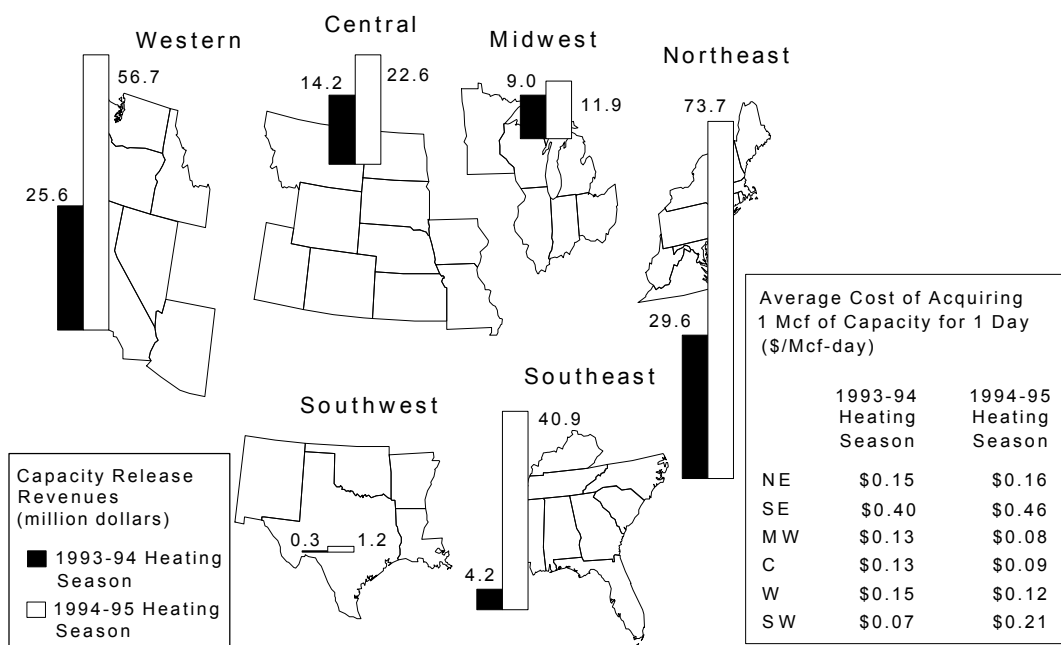 Western
56.7
25.6
Central
14.2
22.6
Midwest
9.0
11.9
Northeast
73.7
29.6
Southwest
0.3
1.2
Southeast
40.9
4.2
Capacity Release
Revenues
(million dollars)
1993-94 Heating
Season
1994-95 Heating
Season
Average Cost of Acquiring
1 Mcf of Capacity for 1 Day
($/Mcf-day)
1993-94 1994-95
Heating Heating
Season Season
NE $0.15 $0.16
SE $0.40 $0.46
MW $0.13 $0.08
C $0.13 $0.09
W $0.15 $0.12
SW $0.07 $0.21